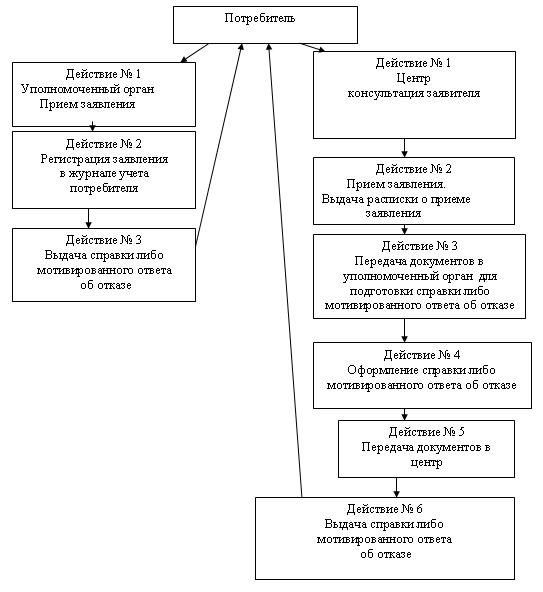 Потребитель
Действие № 1
Уполномоченный орган
Прием заявления
Действие № 2
Регистрация заявления
в журнале учета
потребителя
Действие № 3
Выдача справки либо
мотивированного ответа
об отказе
Действие № 1
Центр
консультация заявителя
Действие № 2
Прием заявления.
Выдача расписки о приеме
заявления
Действие № 3
Передача документов в
уполномоченный орган для
подготовки справки либо
мотивированного ответа об отказе
Действие № 4
Оформление справки либо
мотивированного ответа об отказе
Действие № 5
Передача документов в
центр
Действие № 6
Выдача справки либо
мотивированного ответа
об отказе